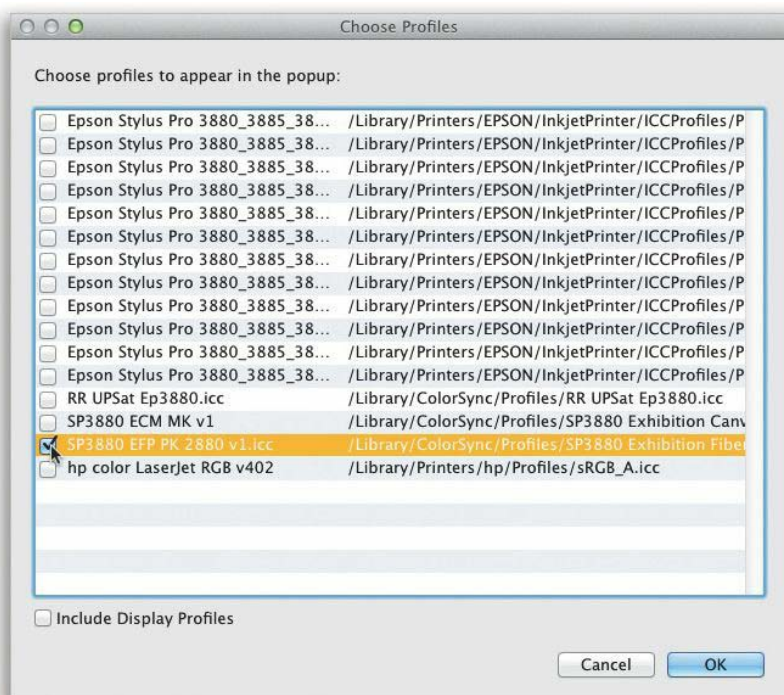 Choose Profiles
Choose profiles to appear in the popup:
Epson Stylus Pro 3880_3885_38... /Library/Printers/EPSON/InkjetPrinter/ICCProfiles/P
Epson Stylus Pro 3880_3885_38... /Library/Printers/EPSON/InkjetPrinter/ICCProfiles/P
Epson Stylus Pro 3880_3885_38... /Library/Printers/EPSON/InkjetPrinter/ICCProfiles/P
Epson Stylus Pro 3880_3885_38... /Library/Printers/EPSON/InkjetPrinter/ICCProfiles/P
Epson Stylus Pro 3880_3885_38... /Library/Printers/EPSON/InkjetPrinter/ICCProfiles/P
Epson Stylus Pro 3880_3885_38... /Library/Printers/EPSON/InkjetPrinter/ICCProfiles/P
Epson Stylus Pro 3880_3885_38... /Library/Printers/EPSON/InkjetPrinter/ICCProfiles/P
Epson Stylus Pro 3880_3885_38... /Library/Printers/EPSON/InkjetPrinter/ICCProfiles/P
Epson Stylus Pro 3880_3885_38... /Library/Printers/EPSON/InkjetPrinter/ICCProfiles/P
Epson Stylus Pro 3880_3885_38... /Library/Printers/EPSON/InkjetPrinter/ICCProfiles/P
Epson Stylus Pro 3880_3885_38... /Library/Printers/EPSON/InkjetPrinter/ICCProfiles/P
Epson Stylus Pro 3880_3885_38... /Library/Printers/EPSON/InkjetPrinter/ICCProfiles/P
RR UPSat Ep3880.icc /Library/ColorSync/Profiles/RR UPSat Ep3880.icc
SP3880 ECM MK v1 /Library/ColorSync/Profiles/SP3880 Exhibition Canv
SP3880 EFP PK 2880 v1.icc /Library/ColorSync/Profiles/SP3880 Exhibition Fiber
hp color LaserJet RGB v402 /Library/Printers/hp/Profiles/sRGB_A.icc
Include Display Profiles
Cancel OK